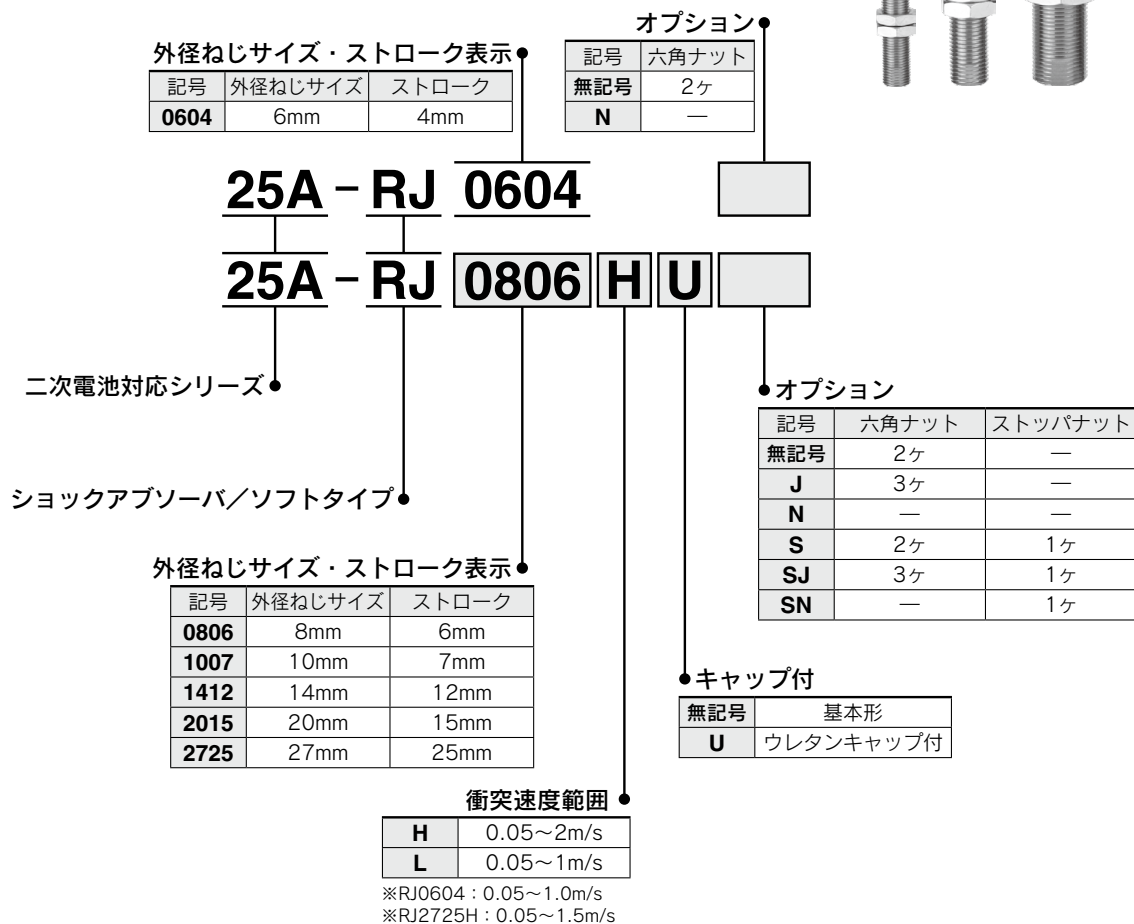 オプション
記号 六角ナット
無記号 2ヶ
N —
外径ねじサイズ・ストローク表示
記号 外径ねじサイズ ストローク
0604 6mm 4mm
25A－RJ 0604
25A－RJ 0806 H U
二次電池対応シリーズ
ショックアブソーバ／ソフトタイプ
外径ねじサイズ・ストローク表示
記号 外径ねじサイズ ストローク
0806 8mm 6mm
1007 10mm 7mm
1412 14mm 12mm
2015 20mm 15mm
2725 27mm 25mm
衝突速度範囲
H 0.05～2m/s
L 0.05～1m/s
※RJ0604：0.05～1.0m/s
※RJ2725H：0.05～1.5m/s
キャップ付
無記号 基本形
U ウレタンキャップ付
オプション
記号 六角ナット ストッパナット
無記号 2ヶ —
J 3ヶ —
N — —
S 2ヶ 1ヶ
SJ 3ヶ 1ヶ
SN — 1ヶ